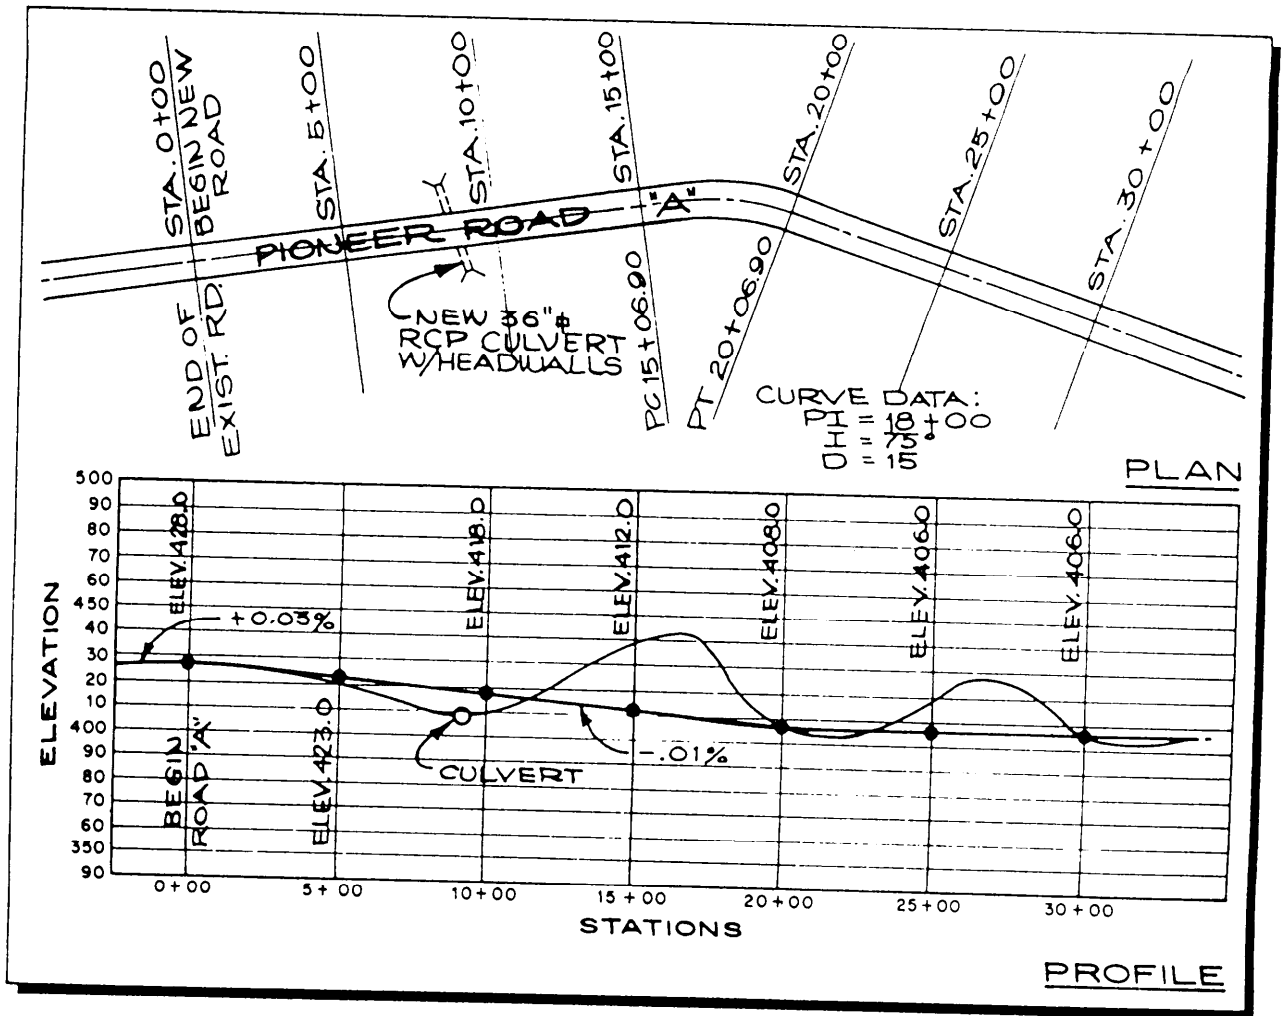 STA. 0+00
BEGIN NEW
ROAD
STA. 5+00
STA. 10+00
STA. 15+00
STA. 20+00
STA. 25+00
STA. 30+00
PIONEER ROAD "A"
END OF
EXIST. RD.
NEW 36"⌀
RCP CULVERT
W/HEADWALLS
PC 15+06.90
PT 20+06.90
CURVE DATA:
PI = 18+00
I = 75°
D = 15
PLAN
ELEVATION
500
90
80
70
60
450
40
30
20
10
400
90
80
70
60
350
90
ELEV. 428.0
ELEV. 418.0
ELEV. 412.0
ELEV. 408.0
ELEV. 406.0
ELEV. 406.0
+0.03%
BEGIN
ROAD "A"
ELEV. 423.0
CULVERT
-.01%
0+00
5+00
10+00
15+00
20+00
25+00
30+00
STATIONS
PROFILE